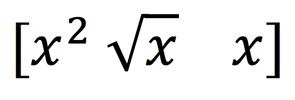 [x² √x x]